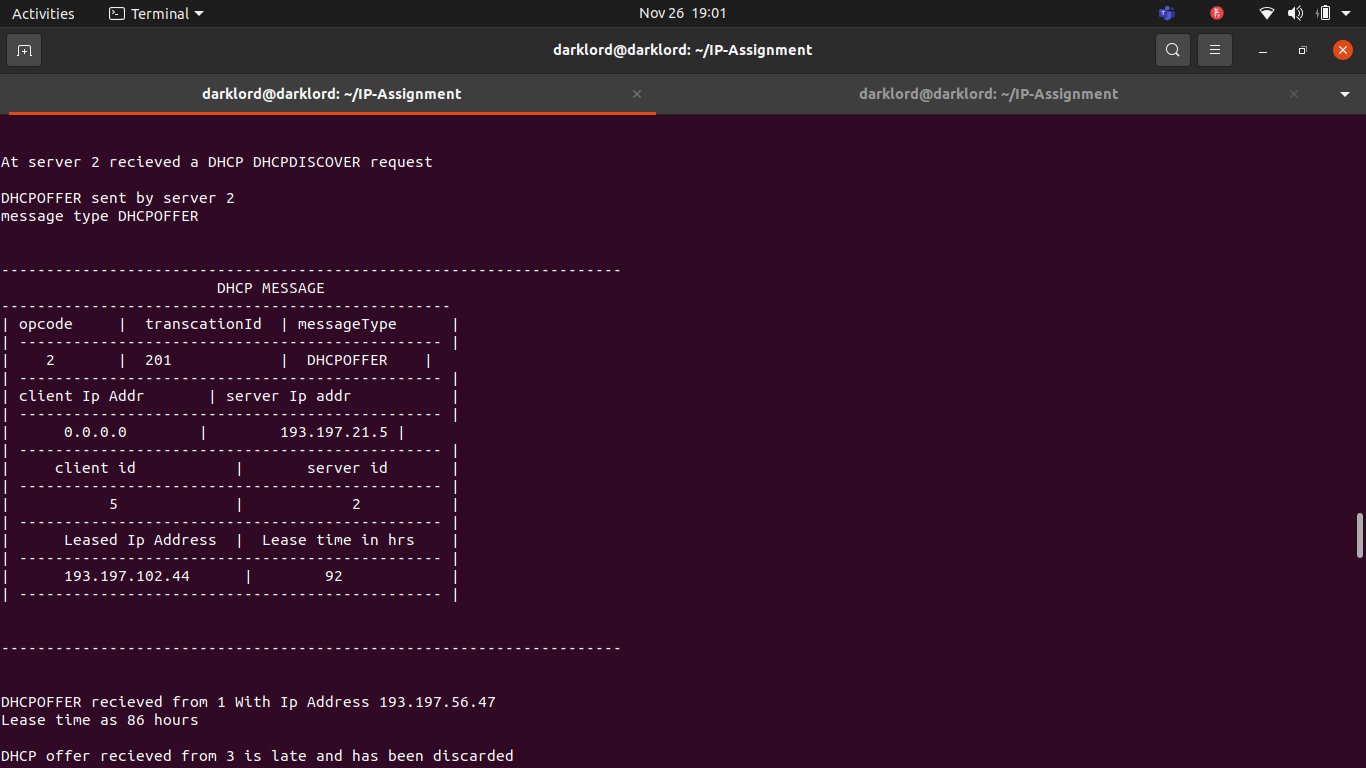 Activities Terminal Nov 26 19:01
darklord@darklord: ~/IP-Assignment
darklord@darklord: ~/IP-Assignment × darklord@darklord: ~/IP-Assignment ×
At server 2 recieved a DHCP DHCPDISCOVER request
DHCPOFFER sent by server 2
message type DHCPOFFER
---------------------------------------------------------------------
DHCP MESSAGE
--------------------------------------------------
| opcode | transcationId | messageType |
| ----------------------------------------------- |
| 2 | 201 | DHCPOFFER |
| ----------------------------------------------- |
| client Ip Addr | server Ip addr |
| ----------------------------------------------- |
| 0.0.0.0 | 193.197.21.5 |
| ----------------------------------------------- |
| client id | server id |
| ----------------------------------------------- |
| 5 | 2 |
| ----------------------------------------------- |
| Leased Ip Address | Lease time in hrs |
| ----------------------------------------------- |
| 193.197.102.44 | 92 |
| ----------------------------------------------- |
---------------------------------------------------------------------
DHCPOFFER recieved from 1 With Ip Address 193.197.56.47
Lease time as 86 hours
DHCP offer recieved from 3 is late and has been discarded